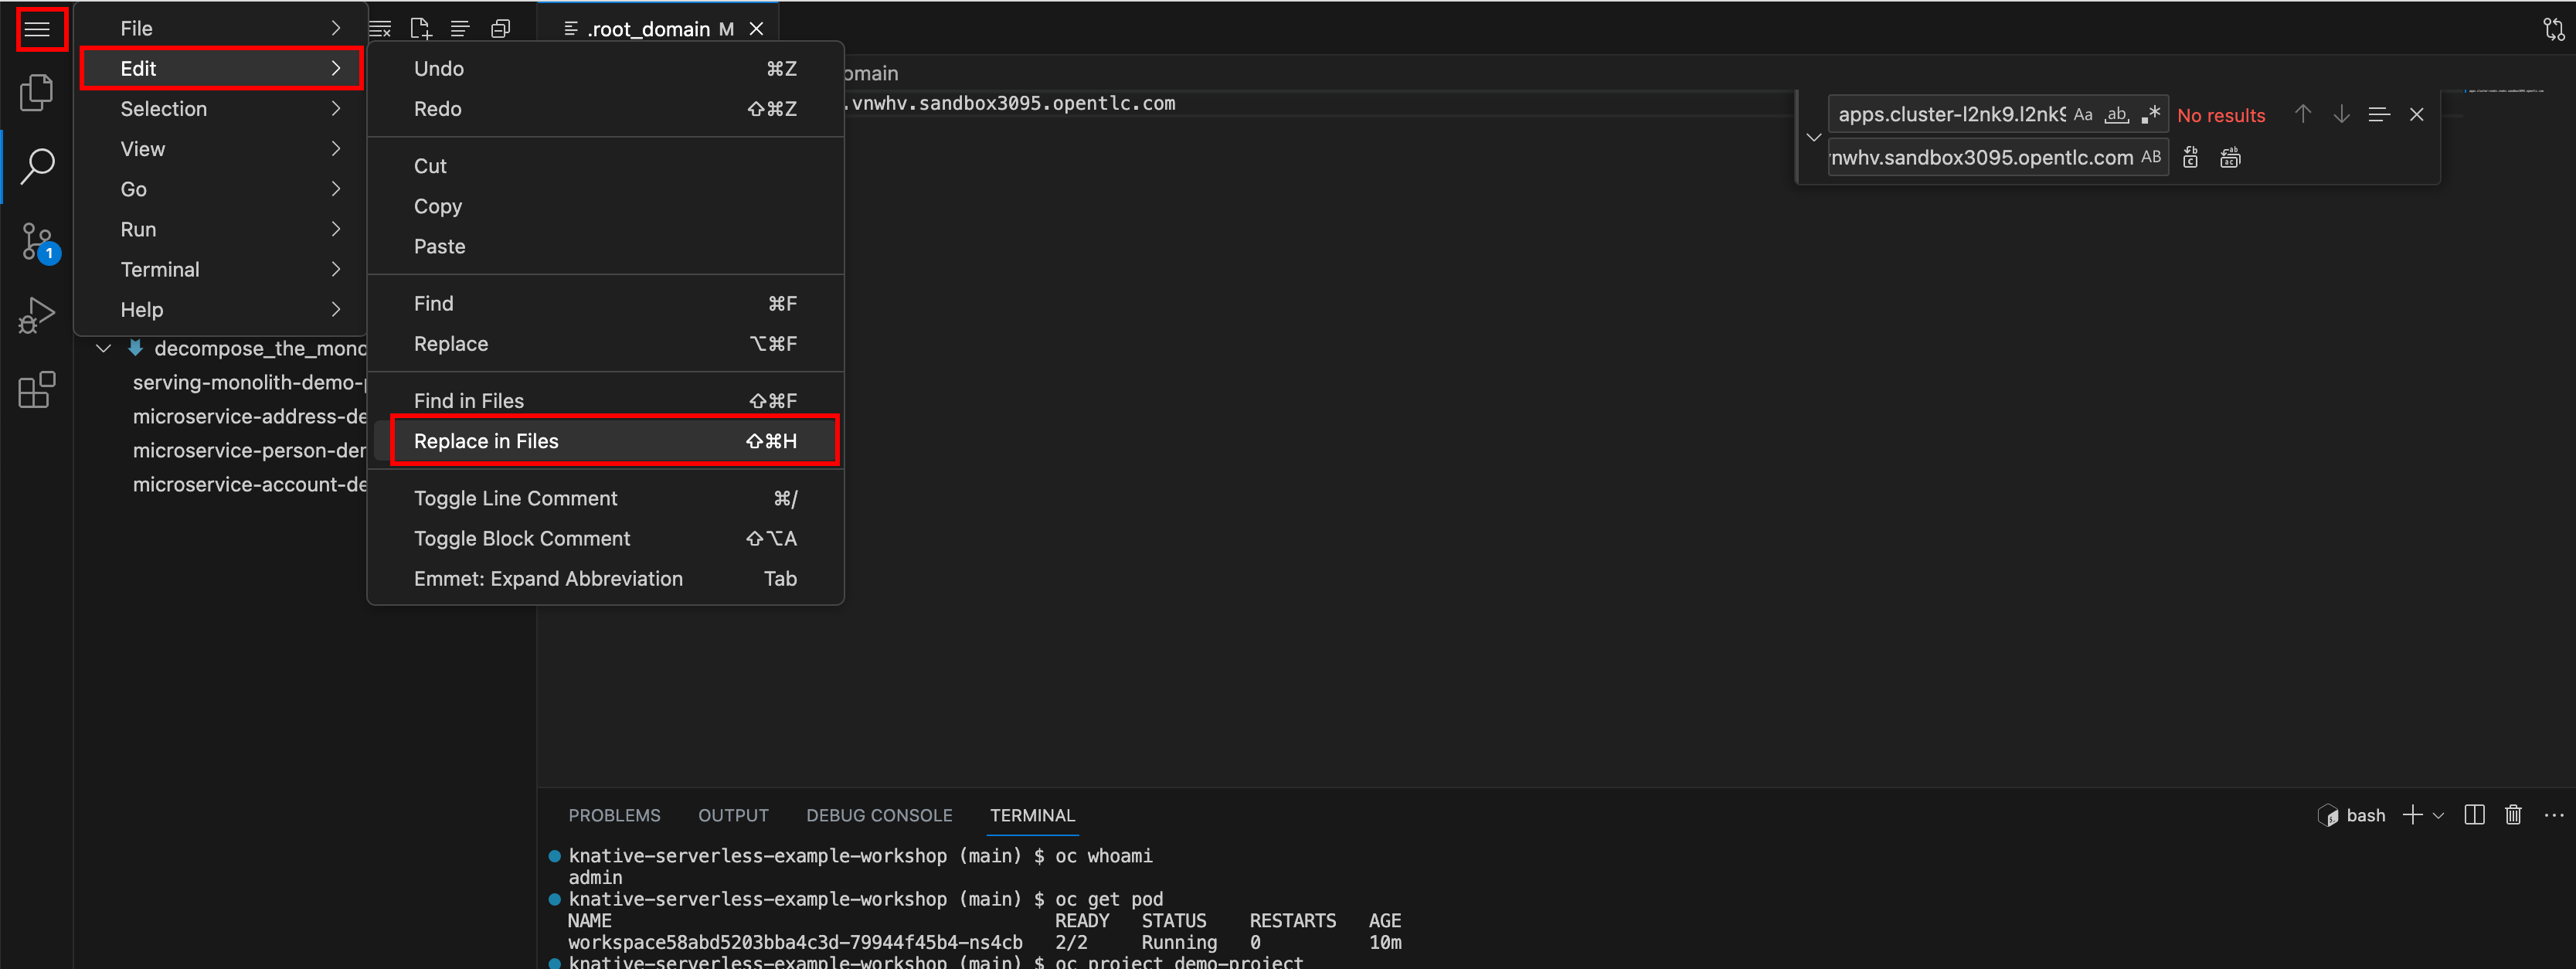 File
Edit
Selection
View
Go
Run
Terminal
Help
1
decompose_the_mono
serving-monolith-demo-p
microservice-address-de
microservice-person-der
microservice-account-de
Undo ⌘Z
Redo ⇧⌘Z
Cut
Copy
Paste
Find ⌘F
Replace ⌥⌘F
Find in Files ⇧⌘F
Replace in Files ⇧⌘H
Toggle Line Comment ⌘/
Toggle Block Comment ⇧⌥A
Emmet: Expand Abbreviation Tab
.root_domain M
omain
.vnwhv.sandbox3095.opentlc.com
apps.cluster-l2nk9.l2nk9 Aa ab .* No results
nwhv.sandbox3095.opentlc.com AB
PROBLEMS OUTPUT DEBUG CONSOLE TERMINAL
bash
knative-serverless-example-workshop (main) $ oc whoami
admin
knative-serverless-example-workshop (main) $ oc get pod
NAME READY STATUS RESTARTS AGE
workspace58abd5203bba4c3d-79944f45b4-ns4cb 2/2 Running 0 10m
knative-serverless-example-workshop (main) $ oc project demo-project